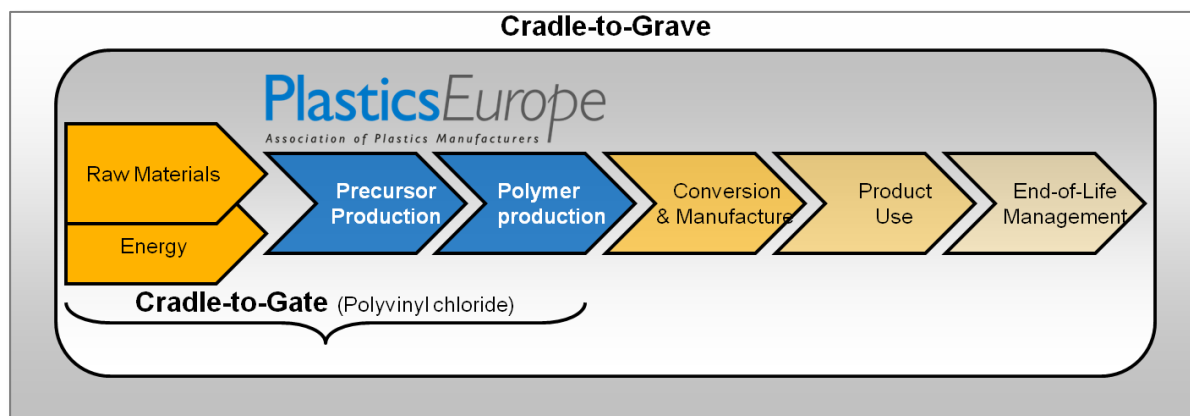 Cradle-to-Grave
PlasticsEurope
Association of Plastics Manufacturers
Raw Materials
Energy
Precursor
Production
Polymer
production
Conversion
& Manufacture
Product
Use
End-of-Life
Management
Cradle-to-Gate (Polyvinyl chloride)